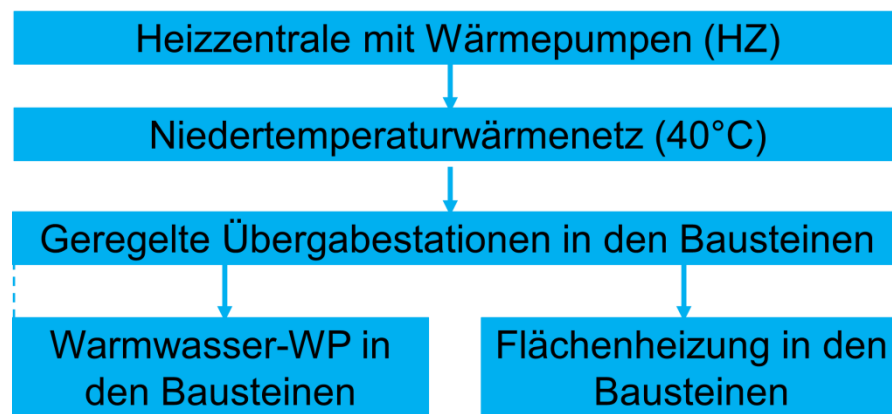 Heizzentrale mit Wärmepumpen (HZ)
Niedertemperaturwärmenetz (40°C)
Geregelte Übergabestationen in den Bausteinen
Warmwasser-WP in
den Bausteinen
Flächenheizung in den
Bausteinen